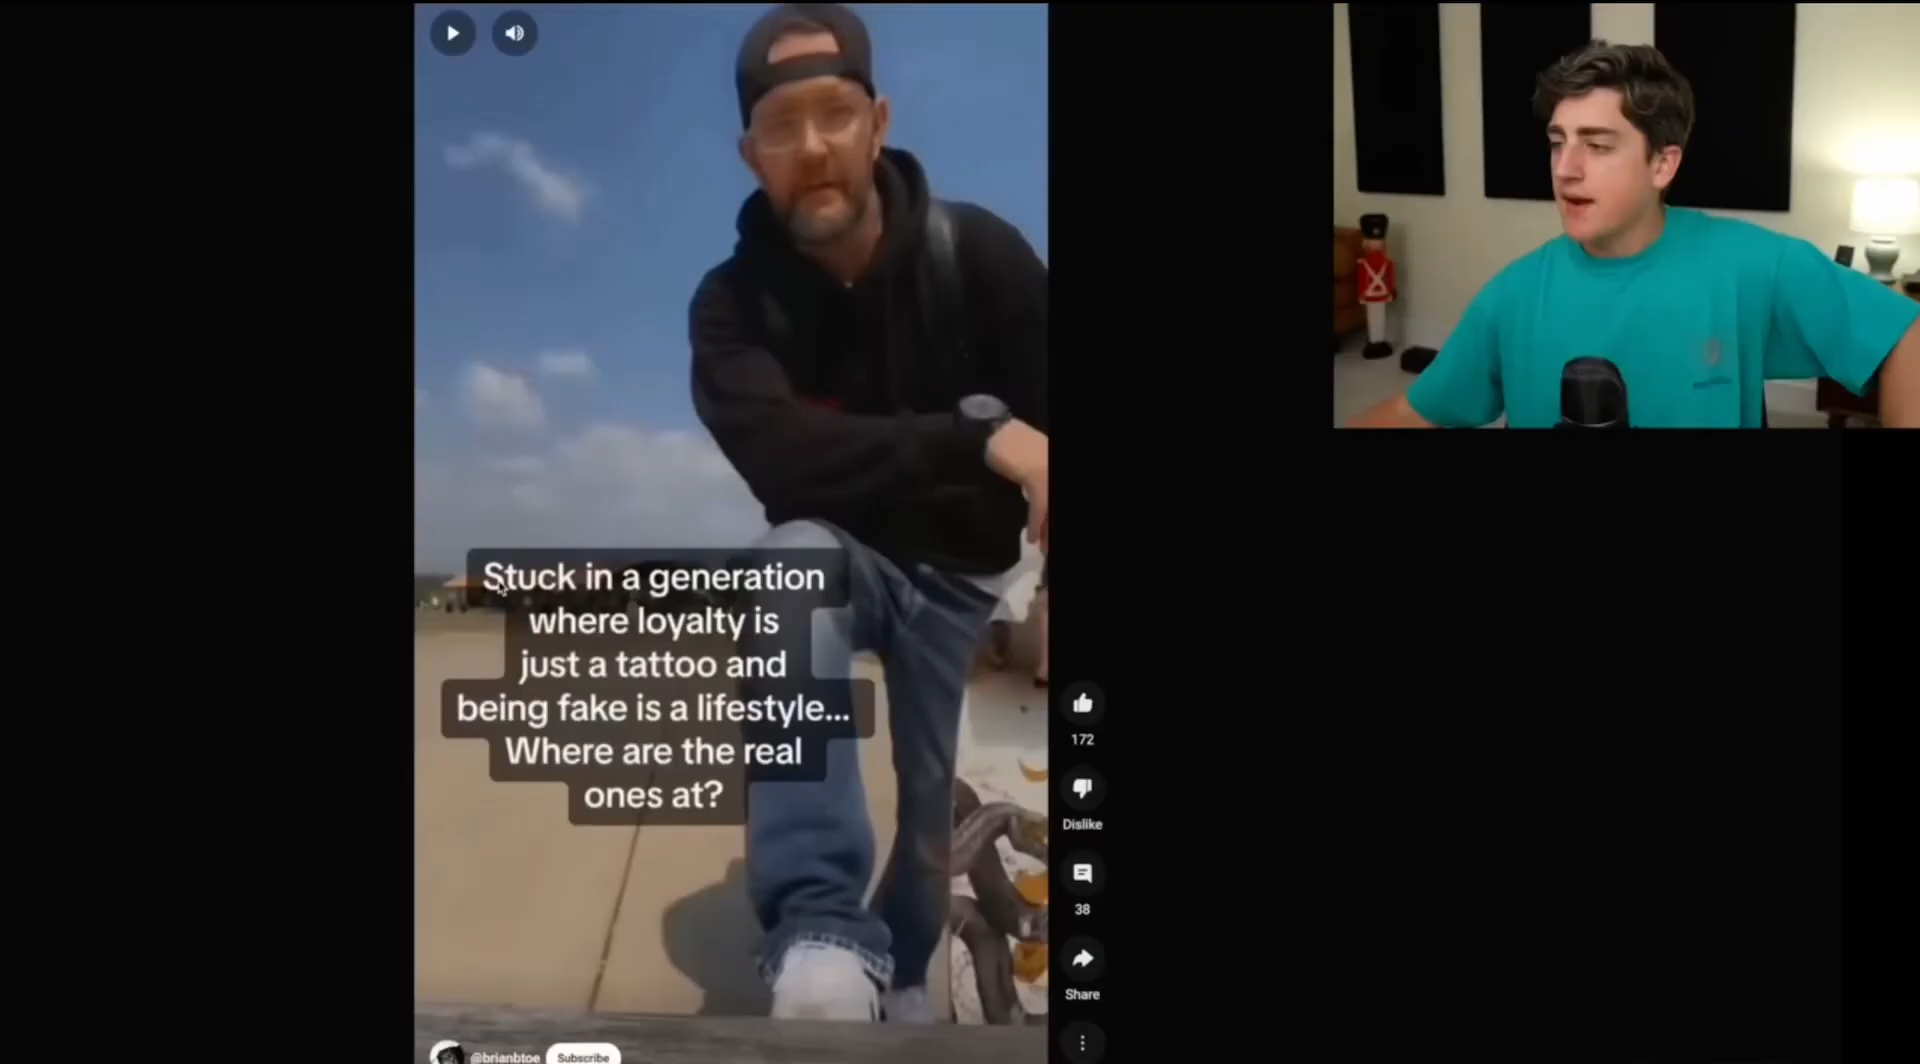 Stuck in a generation
where loyalty is
just a tattoo and
being fake is a lifestyle...
Where are the real
ones at?
172
Dislike
38
Share
@brianbtoe
Subscribe